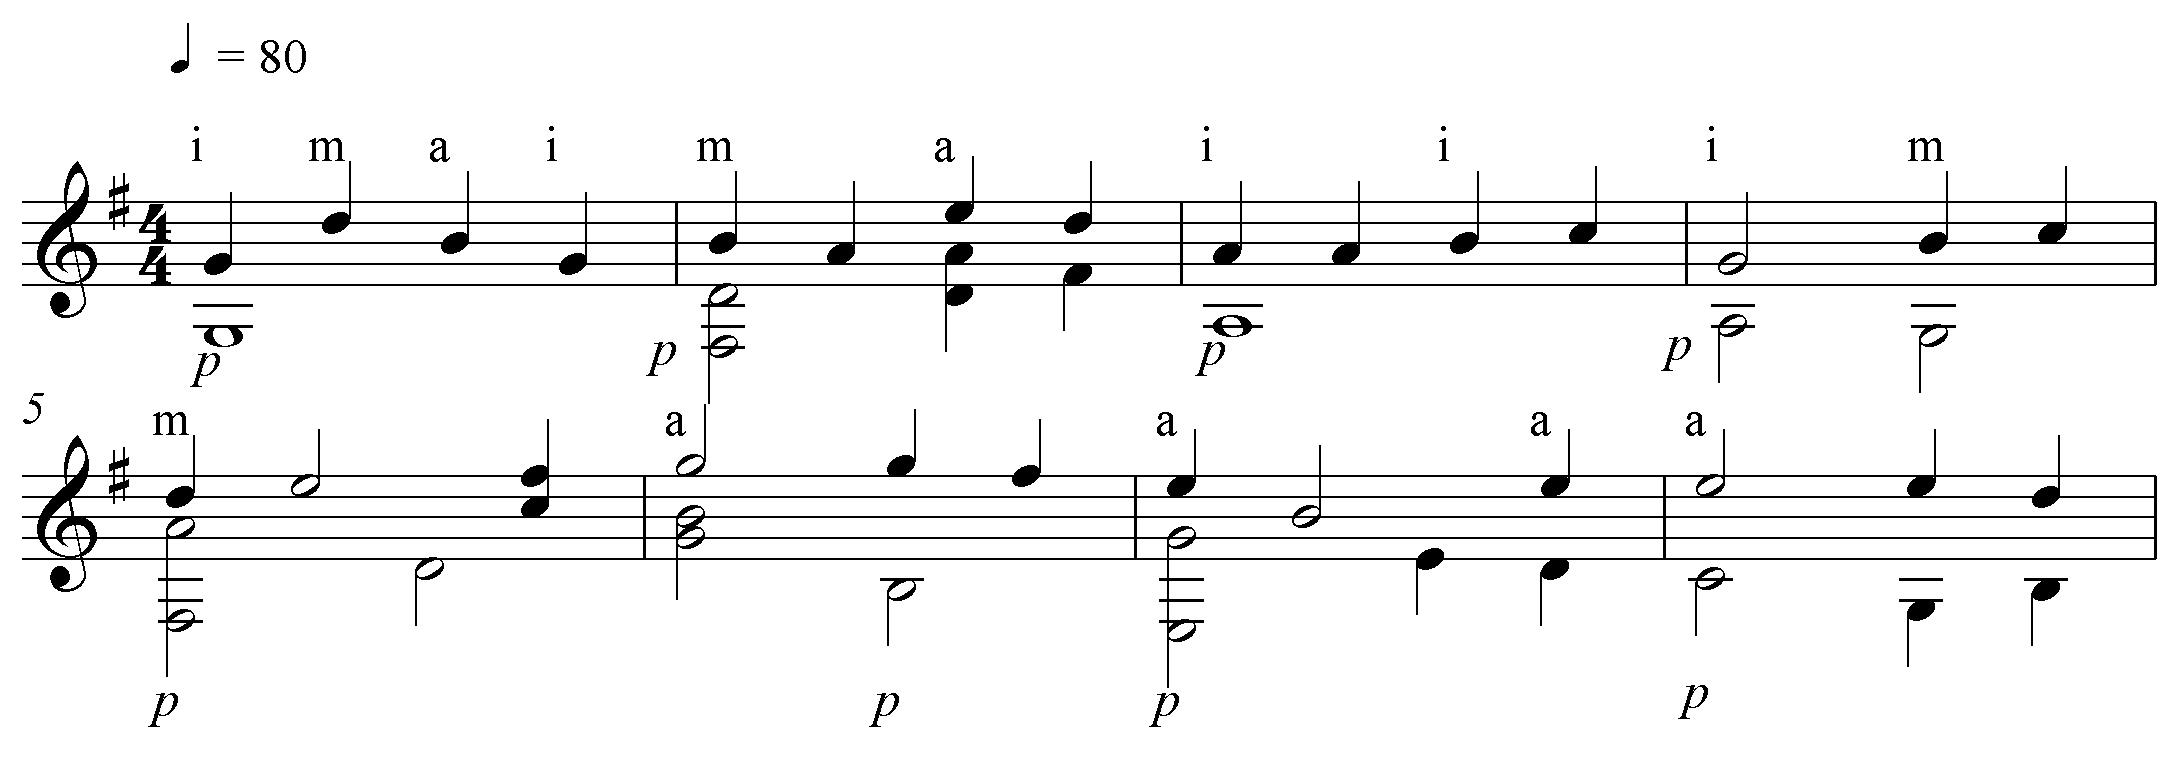 = 80
i m a i m a i i i m
4
4
p p p p
5
m a a a a
p p p p